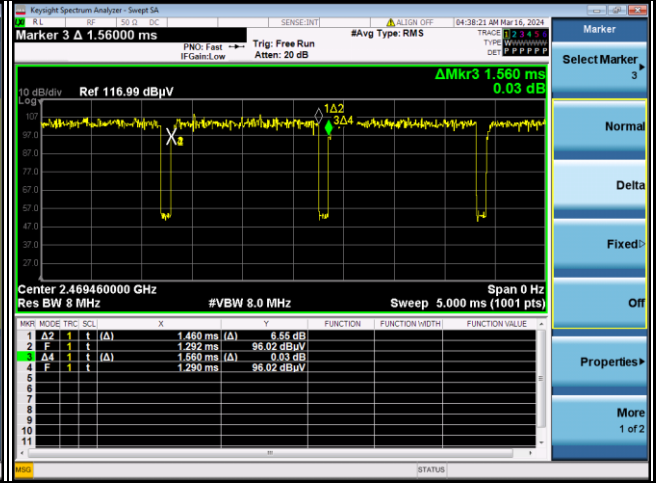 Keysight Spectrum Analyzer - Swept SA
RL RF 50 Ω DC SENSE:INT ALIGN OFF 04:38:21 AM Mar 16, 2024
Marker 3 Δ 1.56000 ms
#Avg Type: RMS
TRACE 1 2 3 4 5 6
TYPE WWWWWW
DET P P P P P P
PNO: Fast Trig: Free Run
IFGain:Low Atten: 20 dB
ΔMkr3 1.560 ms
0.03 dB
10 dB/div Ref 116.99 dBµV
Log
1Δ2
3Δ4
107
97.0
87.0
77.0
67.0
57.0
47.0
37.0
27.0
Center 2.469460000 GHz Span 0 Hz
Res BW 8 MHz #VBW 8.0 MHz Sweep 5.000 ms (1001 pts)
MKR MODE TRC SCL X Y FUNCTION FUNCTION WIDTH FUNCTION VALUE
1 Δ2 1 t (Δ) 1.460 ms (Δ) 6.55 dB
2 F 1 t 1.292 ms 96.02 dBµV
3 Δ4 1 t (Δ) 1.560 ms (Δ) 0.03 dB
4 F 1 t 1.290 ms 96.02 dBµV
5
6
7
8
9
10
11
MSG STATUS
Marker
Select Marker
3
Normal
Delta
Fixed
Off
Properties
More
1 of 2